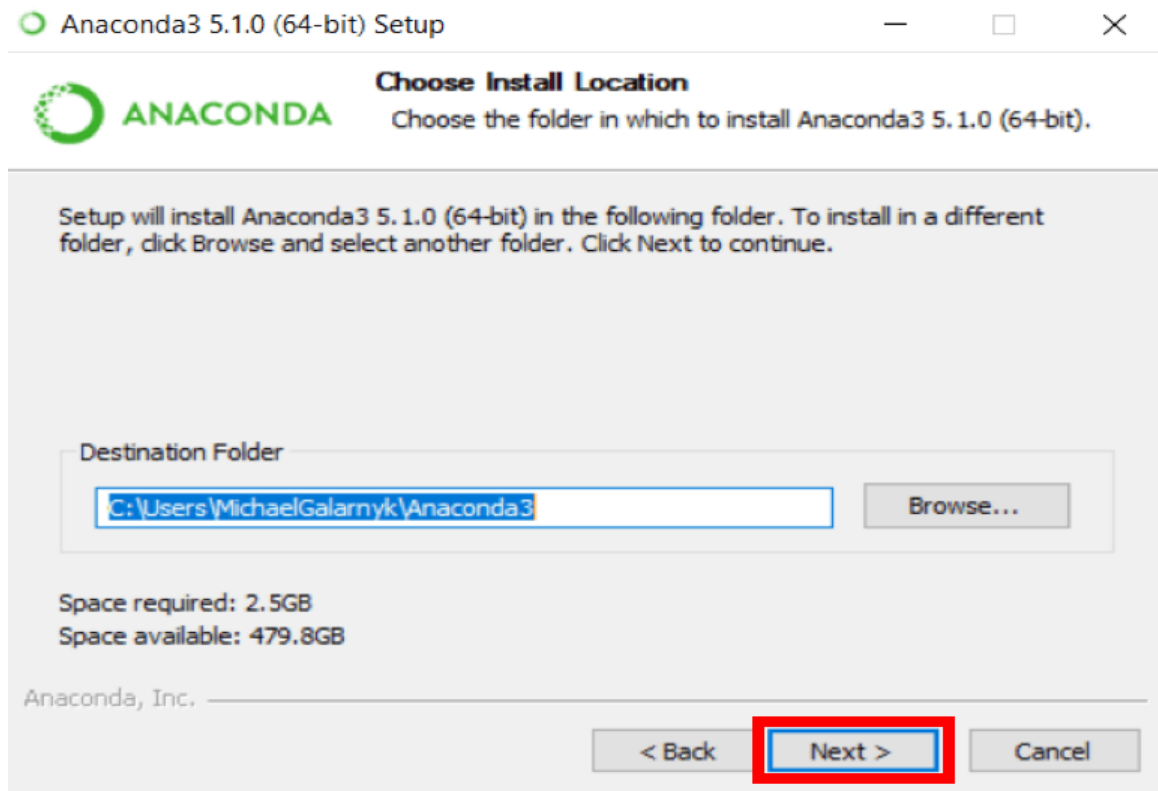 Anaconda3 5.1.0 (64-bit) Setup
ANACONDA
Choose Install Location
Choose the folder in which to install Anaconda3 5.1.0 (64-bit).
Setup will install Anaconda3 5.1.0 (64-bit) in the following folder. To install in a different
folder, click Browse and select another folder. Click Next to continue.
Destination Folder
C:\Users\MichaelGalarnyk\Anaconda3
Browse...
Space required: 2.5GB
Space available: 479.8GB
Anaconda, Inc.
< Back
Next >
Cancel